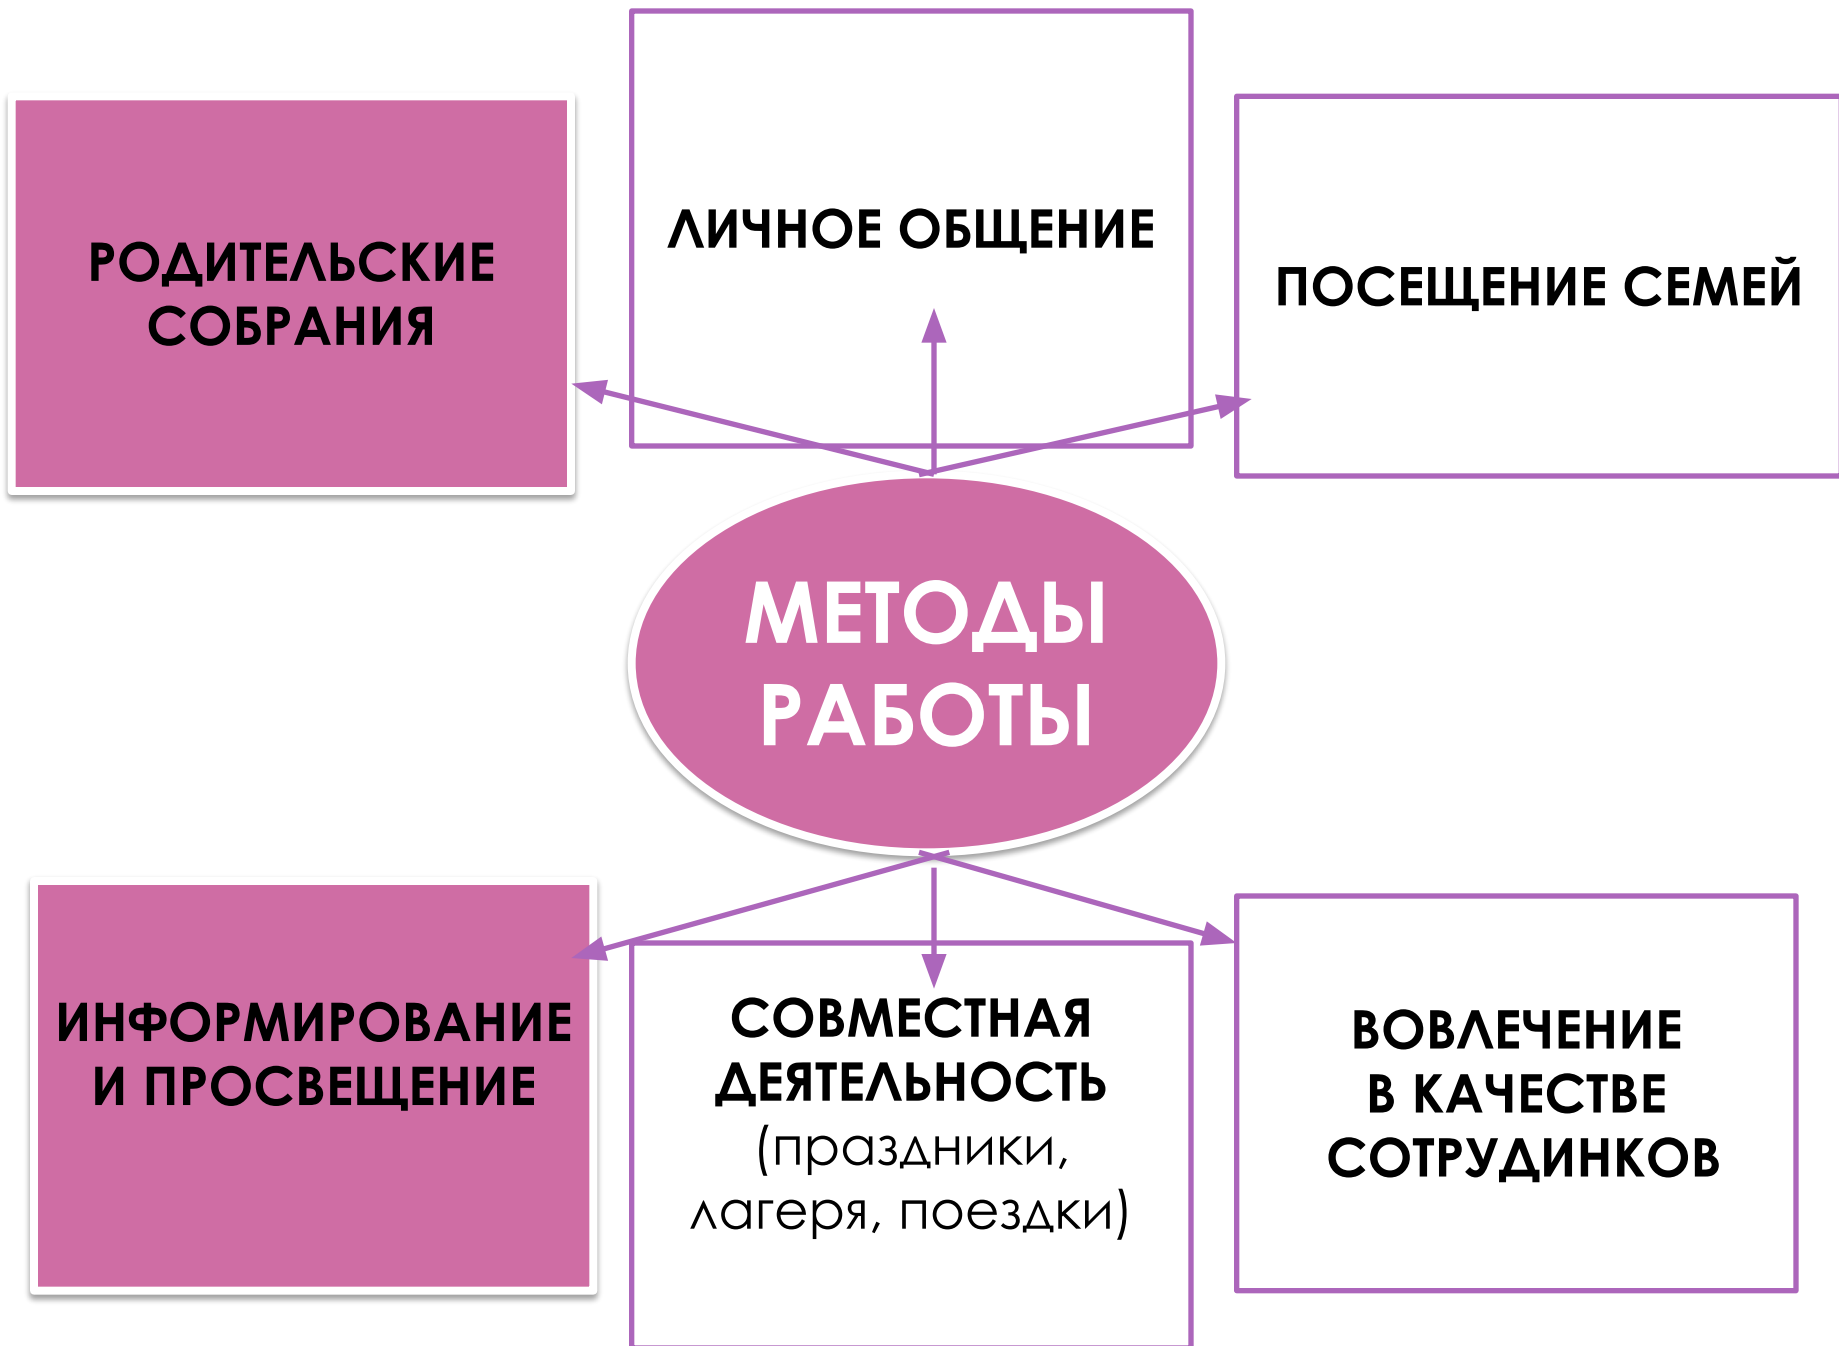 РОДИТЕЛЬСКИЕ
СОБРАНИЯ
ЛИЧНОЕ ОБЩЕНИЕ
ПОСЕЩЕНИЕ СЕМЕЙ
МЕТОДЫ
РАБОТЫ
ИНФОРМИРОВАНИЕ
И ПРОСВЕЩЕНИЕ
СОВМЕСТНАЯ
ДЕЯТЕЛЬНОСТЬ
(праздники,
лагеря, поездки)
ВОВЛЕЧЕНИЕ
В КАЧЕСТВЕ
СОТРУДИНКОВ